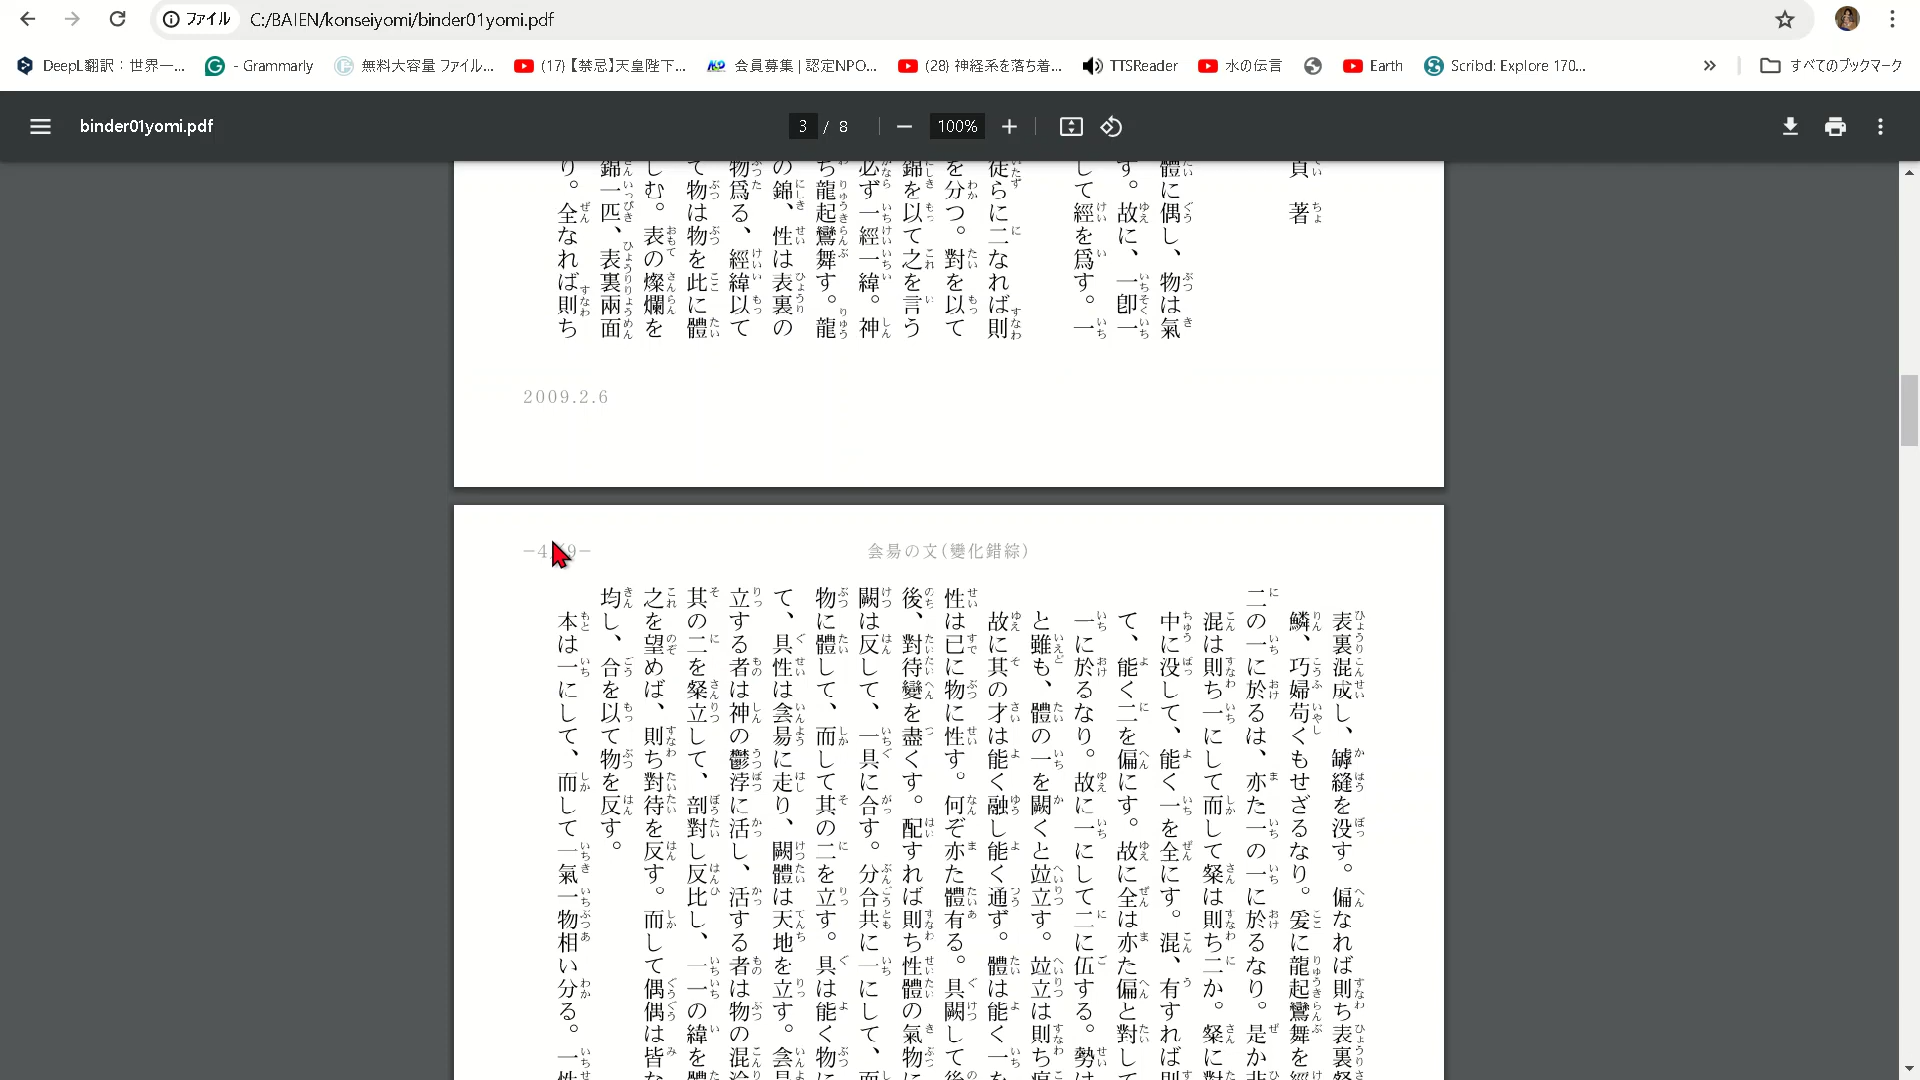 ファイル C:/BAIEN/konseiyomi/binder01yomi.pdf
DeepL翻訳：世界一... - Grammarly 無料大容量 ファイル... (17)【禁忌】天皇陛下... 会員募集 | 認定NPO... (28) 神経系を落ち着... TTSReader 水の伝言 Earth Scribd: Explore 170... » すべてのブックマーク
binder01yomi.pdf 3 / 8 100%
貞 著
體に偶し、物は氣
す。故に、一卽一
して經を爲す。一
徒らに二なれば則
を分つ。對を以て
錦を以て之を言う
必ず一經一緯。神
ち龍起鸞舞す。龍
の錦、性は表裏の
物爲る、經緯以て
て物は物を此に體
しむ。表の燦爛を
錦一匹、表裏兩面
り。全なれば則ち
2009.2.6
侌昜の文(變化錯綜)
表裏混成し、罅縫を没す。偏なれば則ち表裏粲
鱗、巧婦苟くもせざるなり。爰に龍起鸞舞を經
二の一に於るは、亦た一の一に於るなり。是か非
混は則ち一にして而して粲は則ち二か。粲に對
中に没して、能く一を全にす。混、有すれば則
て、能く二を偏にす。故に全は亦た偏と對して
一に於るなり。故に一にして二に伍する。勢は
と雖も、體の一を闕くと竝立す。竝立は則ち
故に其の才は能く融し能く通ず。體は能く一を
性は已に物に性す。何ぞ亦た體有る。具闕して後
後、對待變を盡くす。配すれば則ち性體の氣物に
闕は反して、一具に合す。分合共に一にして、而
物に體して、而して其の二を立す。具は能く物に
て、具性は侌昜に走り、闕體は天地を立す。侌昜
立する者は神の鬱浡に活し、活する者は物の混淪
其の二を粲立して、剖對し反比し、一一の緯を體
之を望めば、則ち對待を反す。而して偶偶は皆な
均し、合を以て物を反す。
本は一にして、而して一氣一物相い分る。一性